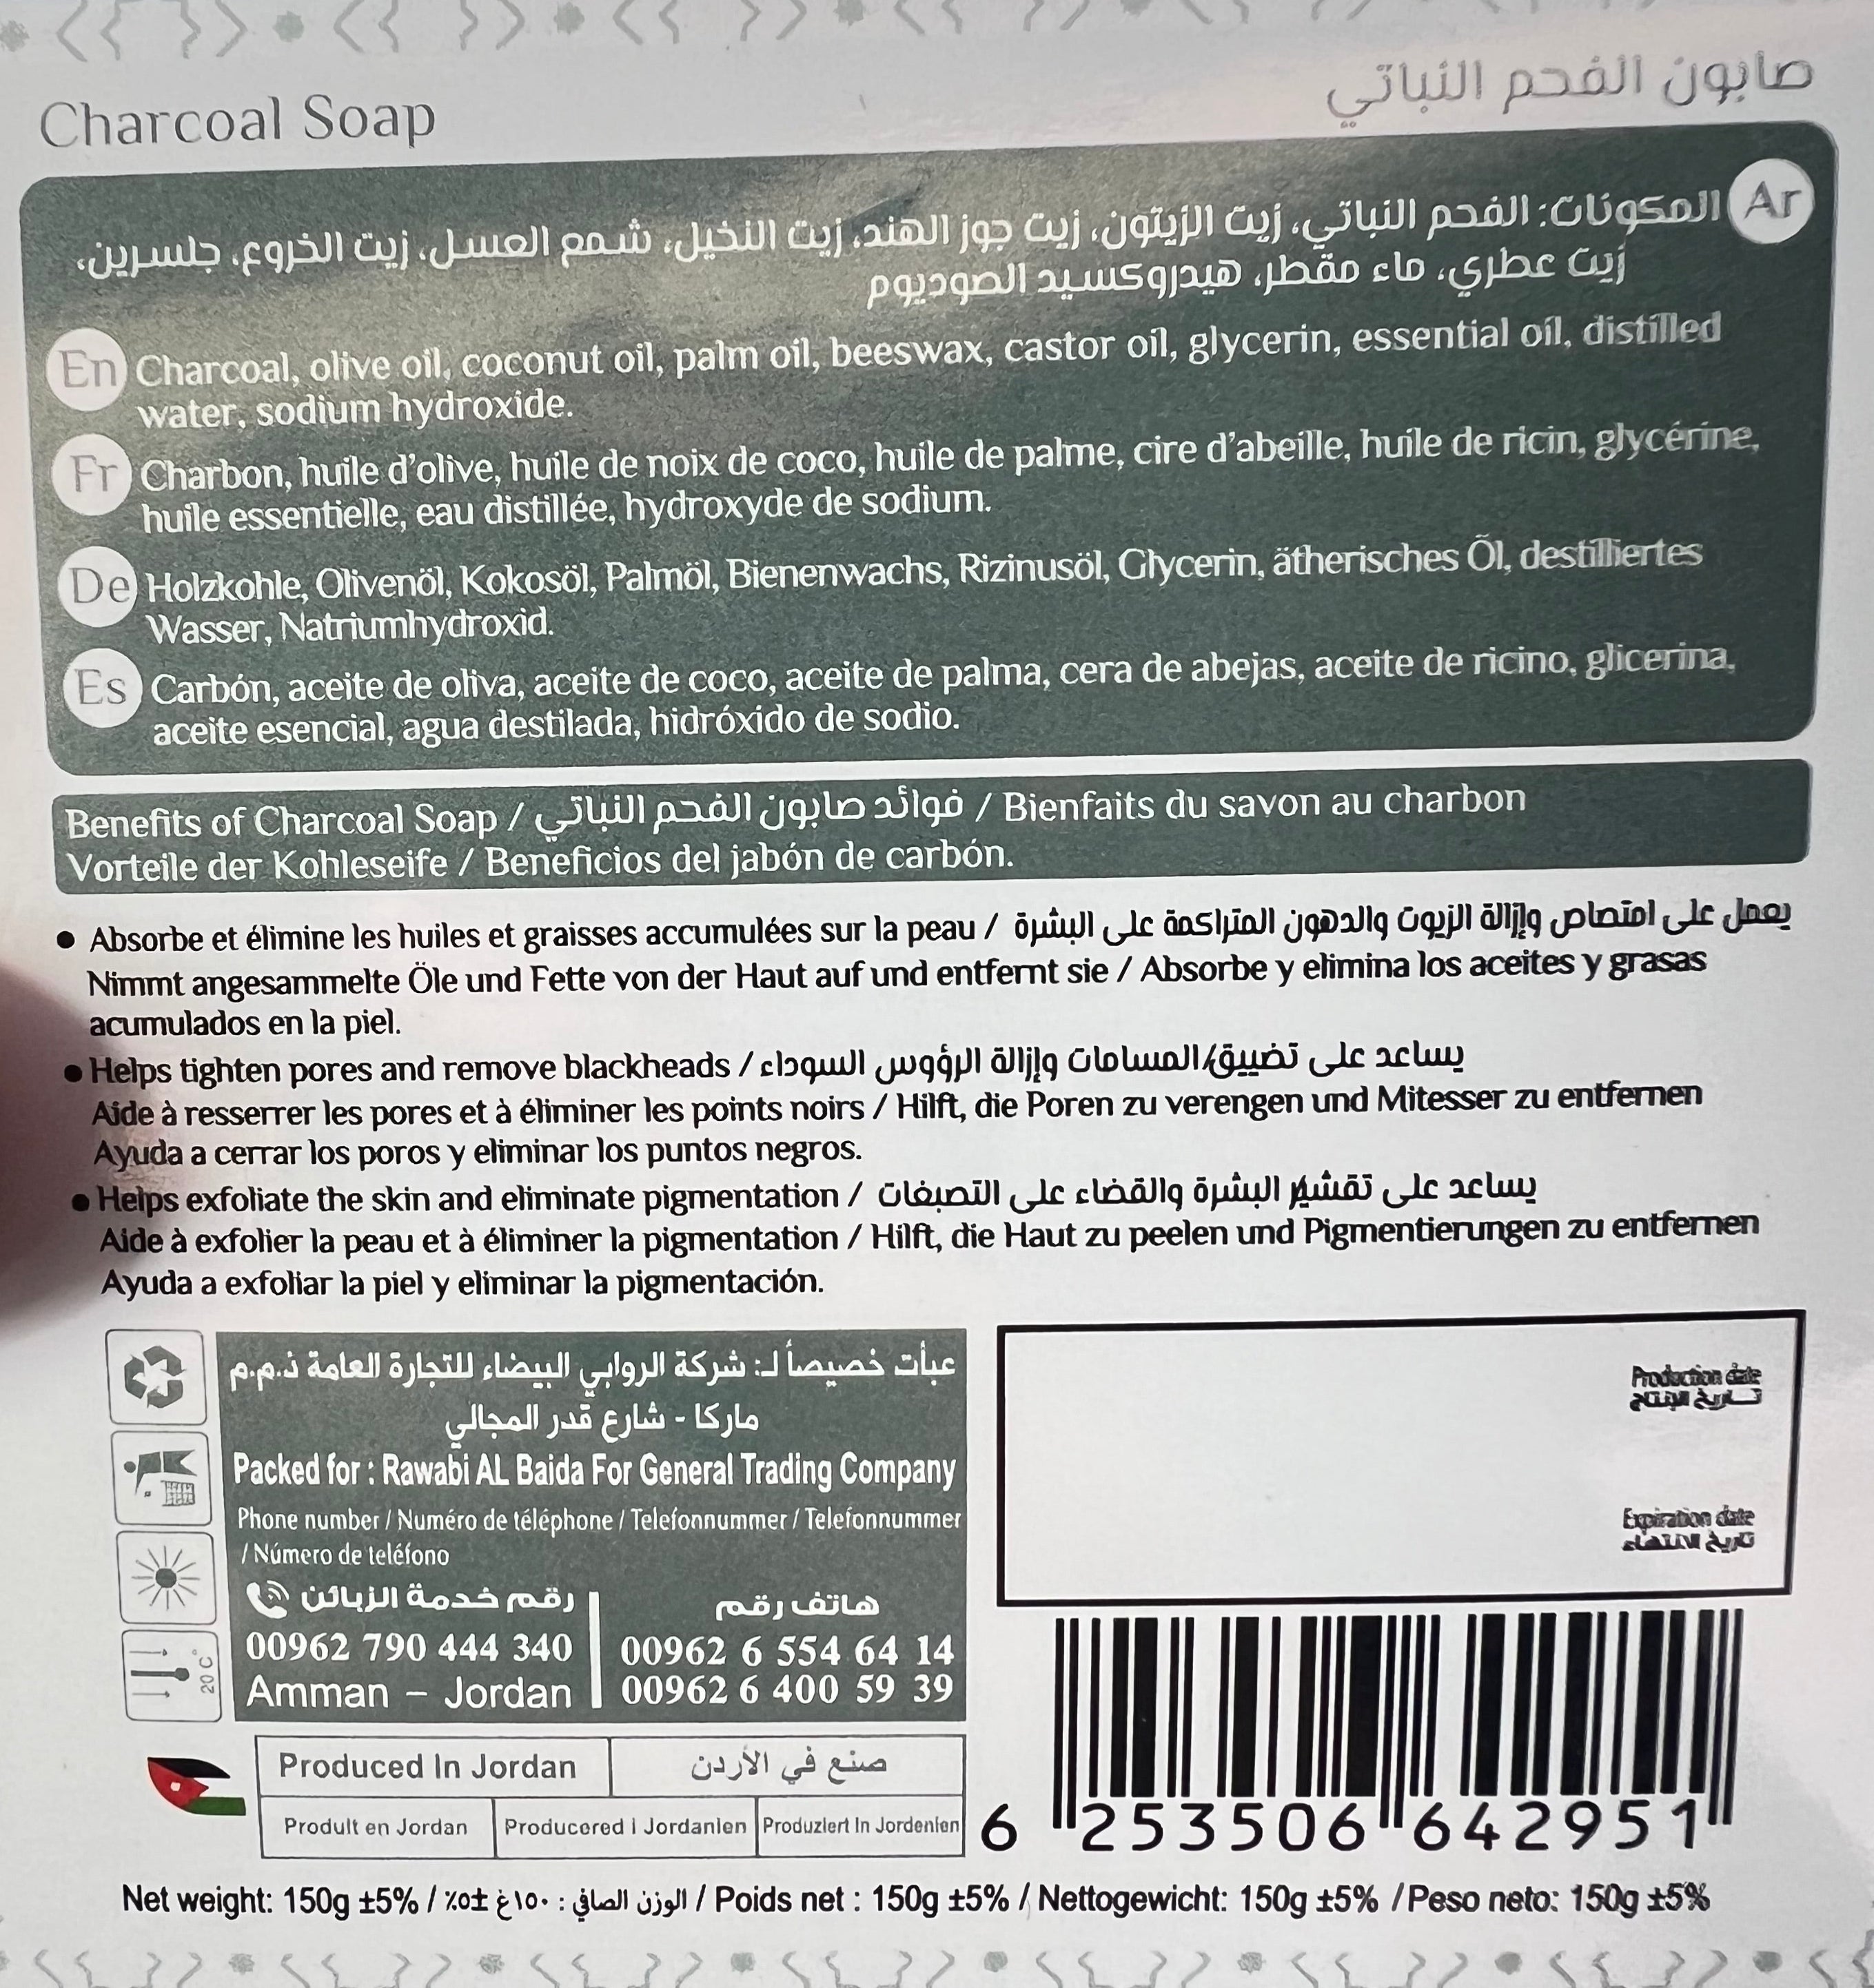 Charcoal Soap
صابون الفحم النباتي
Ar
المكونات: الفحم النباتي، زيت الزيتون، زيت جوز الهند، زيت النخيل، شمع العسل، زيت الخروع، جلسرين،
زيت عطري، ماء مقطر، هيدروكسيد الصوديوم
En Charcoal, olive oil, coconut oil, palm oil, beeswax, castor oil, glycerin, essential oil, distilled
water, sodium hydroxide.
Fr Charbon, huile d'olive, huile de noix de coco, huile de palme, cire d'abeille, huile de ricin, glycérine,
huile essentielle, eau distillée, hydroxyde de sodium.
De Holzkohle, Olivenöl, Kokosöl, Palmöl, Bienenwachs, Rizinusöl, Glycerin, ätherisches Öl, destilliertes
Wasser, Natriumhydroxid.
Es Carbón, aceite de oliva, aceite de coco, aceite de palma, cera de abejas, aceite de ricino, glicerina,
aceite esencial, agua destilada, hidróxido de sodio.
Benefits of Charcoal Soap / فوائد صابون الفحم النباتي / Bienfaits du savon au charbon
Vorteile der Kohleseife / Beneficios del jabón de carbón.
• Absorbe et élimine les huiles et graisses accumulées sur la peau / يعمل على امتصاص وإزالة الزيوت والدهون المتراكمة على البشرة
Nimmt angesammelte Öle und Fette von der Haut auf und entfernt sie / Absorbe y elimina los aceites y grasas
acumulados en la piel.
• Helps tighten pores and remove blackheads / يساعد على تضييق المسامات وإزالة الرؤوس السوداء
Aide à resserrer les pores et à éliminer les points noirs / Hilft, die Poren zu verengen und Mitesser zu entfernen
Ayuda a cerrar los poros y eliminar los puntos negros.
• Helps exfoliate the skin and eliminate pigmentation / يساعد على تقشير البشرة والقضاء على التصبغات
Aide à exfolier la peau et à éliminer la pigmentation / Hilft, die Haut zu peelen und Pigmentierungen zu entfernen
Ayuda a exfoliar la piel y eliminar la pigmentación.
عبأت خصيصاً لـ: شركة الروابي البيضاء للتجارة العامة ذ.م.م
ماركا - شارع قدر المجالي
Packed for : Rawabi AL Baida For General Trading Company
Phone number / Numéro de téléphone / Telefonnummer / Telefonnummer
/ Número de teléfono
رقم خدمة الزبائن
00962 790 444 340
Amman – Jordan
هاتف رقم
00962 6 554 64 14
00962 6 400 59 39
20 C°
Production date
تاريخ الإنتاج
Expiration date
تاريخ الانتهاء
Produced In Jordan
صنع في الأردن
Prodult en Jordan
Producered i Jordanlen
Produzlert In Jordenlen
6 253506 642951
Net weight: 150g ±5% / الوزن الصافي : ١٥٠غ ±٥٪ / Poids net : 150g ±5% / Nettogewicht: 150g ±5% / Peso neto: 150g ±5%